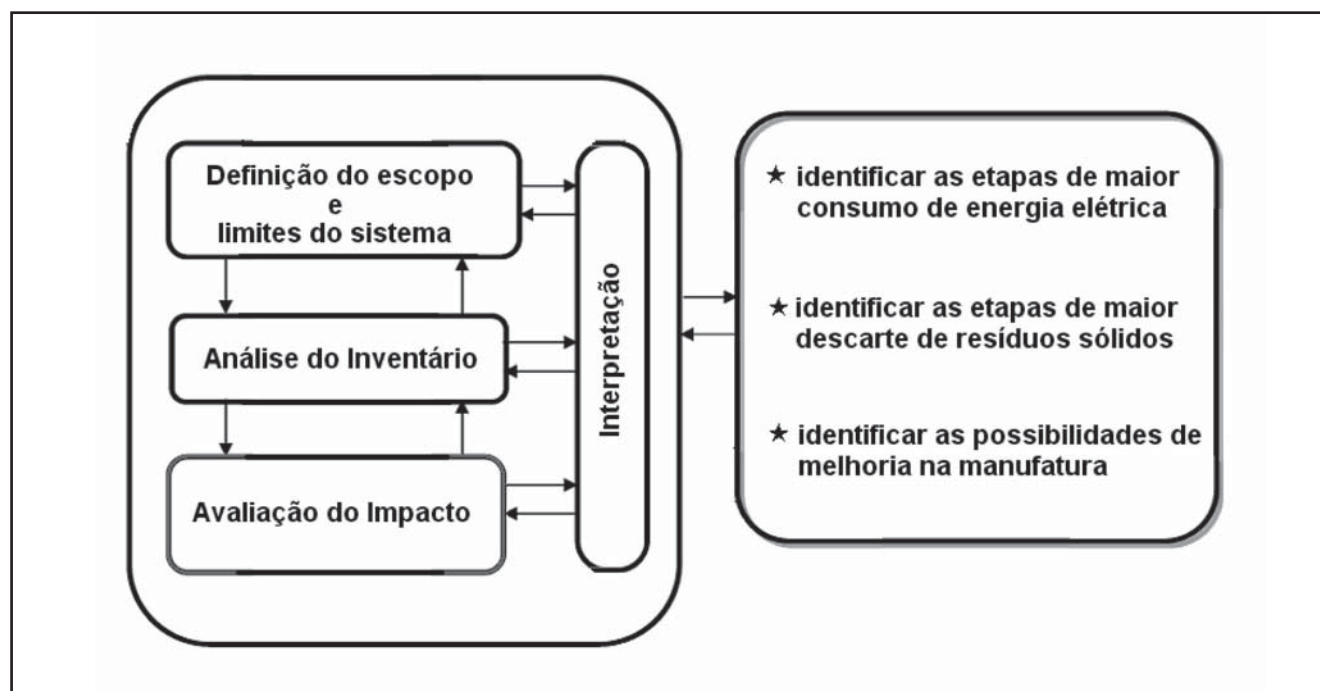 Definição do escopo
e
limites do sistema
Análise do Inventário
Avaliação do Impacto
Interpretação
★ identificar as etapas de maior
consumo de energia elétrica
★ identificar as etapas de maior
descarte de resíduos sólidos
★ identificar as possibilidades de
melhoria na manufatura